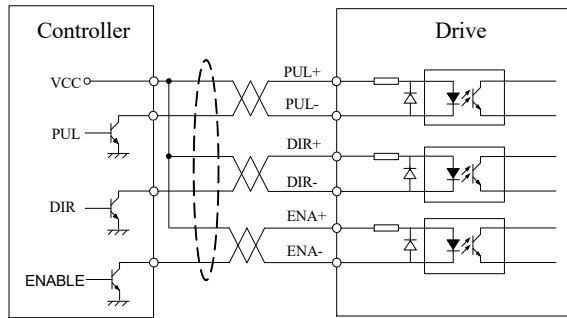 Controller
Drive
VCC
PUL+
PUL-
PUL
DIR+
DIR-
DIR
ENA+
ENA-
ENABLE